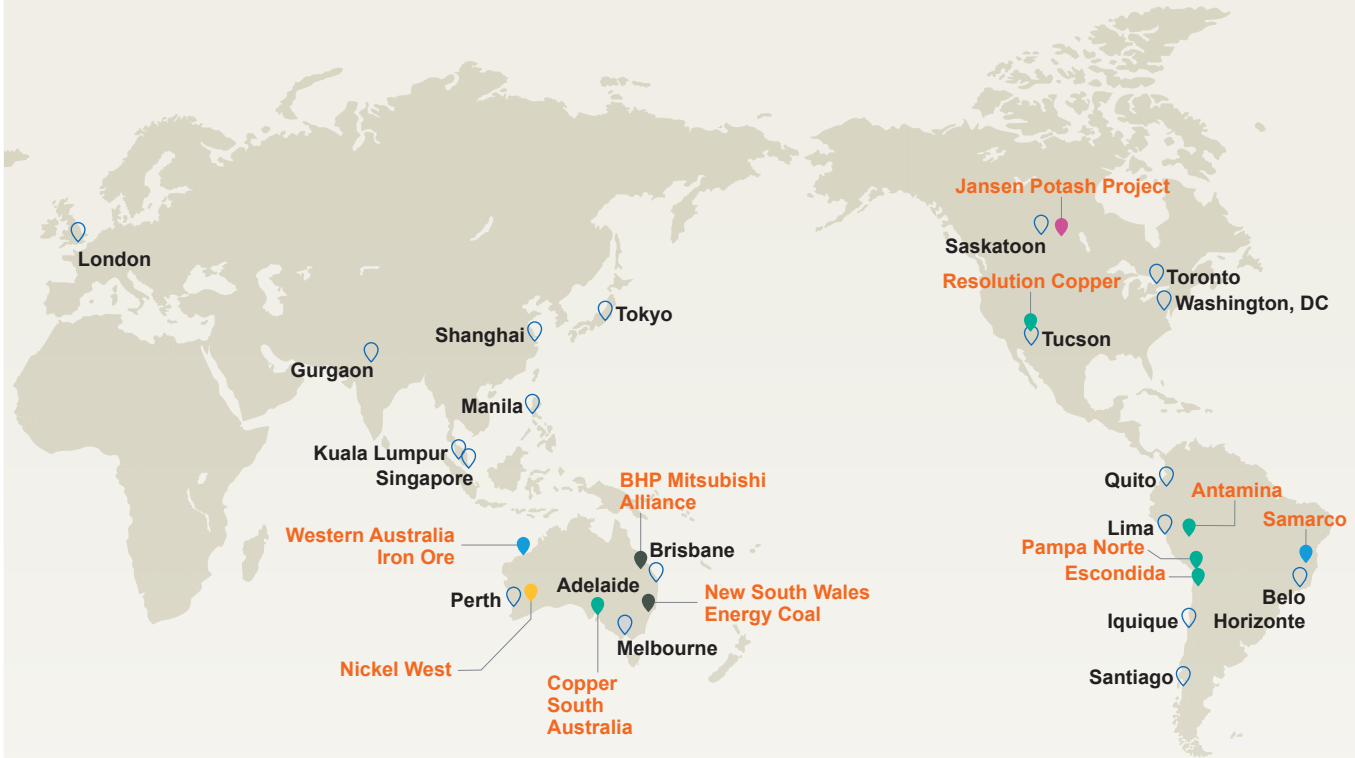 Jansen Potash Project
Saskatoon
London
Toronto
Resolution Copper
Washington, DC
Tokyo
Shanghai
Tucson
Gurgaon
Manila
Kuala Lumpur
Singapore
BHP Mitsubishi
Alliance
Quito
Antamina
Western Australia
Iron Ore
Lima
Samarco
Brisbane
Pampa Norte
Escondida
Adelaide
Perth
New South Wales
Energy Coal
Belo
Horizonte
Iquique
Melbourne
Nickel West
Santiago
Copper
South
Australia